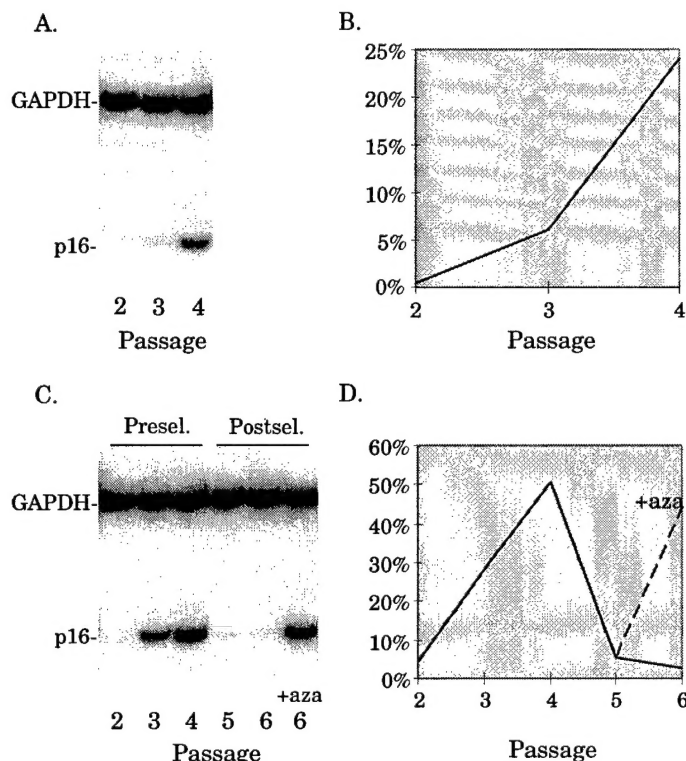 A.
GAPDH-
p16-
2 3 4
Passage
B.
25%
20%
15%
10%
5%
0%
2 3 4
Passage
C.
Presel. Postsel.
GAPDH-
p16-
+aza
2 3 4 5 6 6
Passage
D.
60%
50%
40%
30%
20%
10%
0%
+aza
2 3 4 5 6
Passage